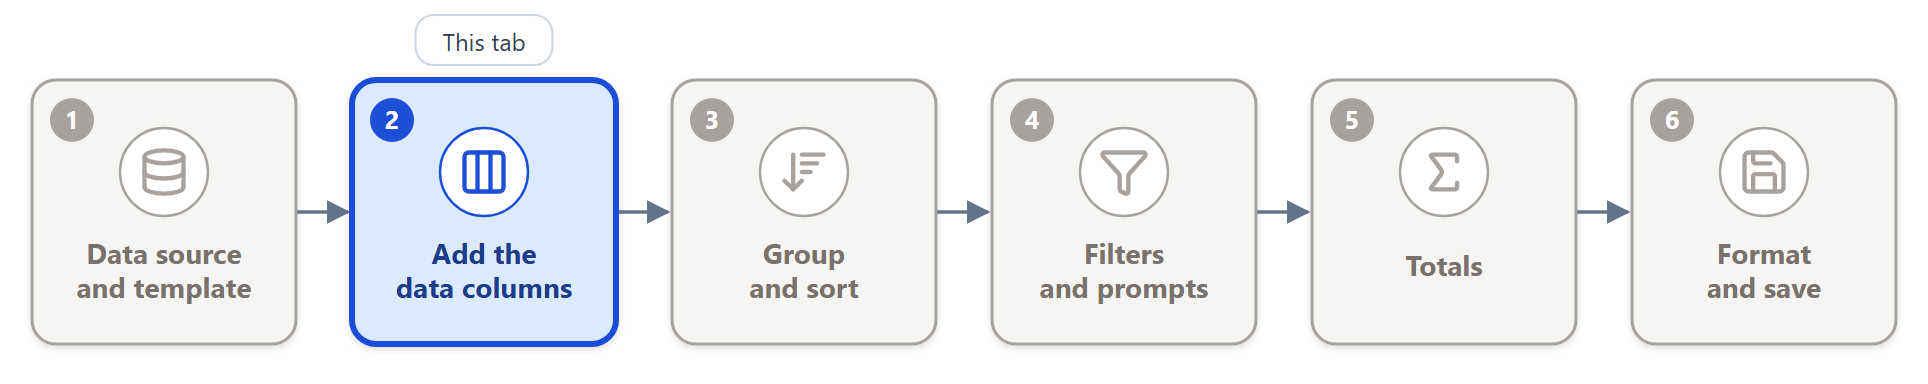 This tab
1
Data source
and template
2
Add the
data columns
3
Group
and sort
4
Filters
and prompts
5
Totals
6
Format
and save